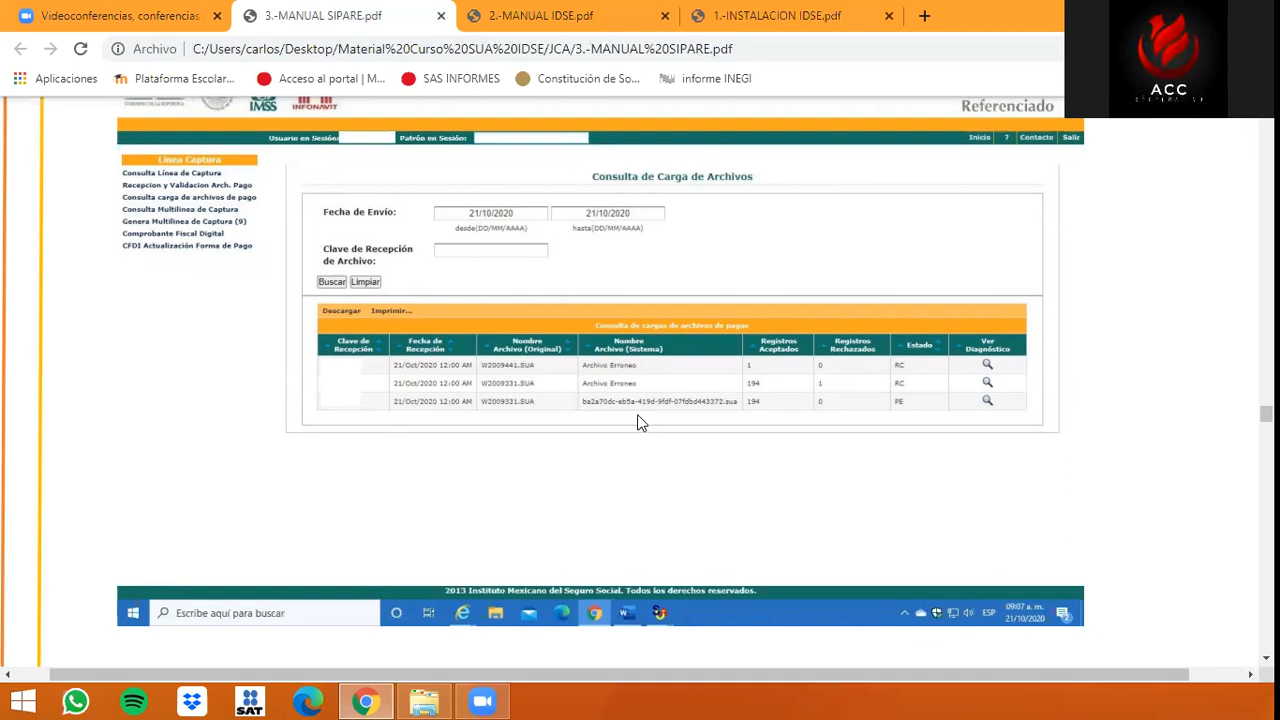 Videoconferencias, conferencias
3.-MANUAL SIPARE.pdf
2.-MANUAL IDSE.pdf
1.-INSTALACION IDSE.pdf
Archivo
C:/Users/carlos/Desktop/Material%20Curso%20SUA%20IDSE/JCA/3.-MANUAL%20SIPARE.pdf
Aplicaciones
Plataforma Escolar...
Acceso al portal | M...
SAS INFORMES
Constitución de So...
informe INEGI
ACC
IMSS
INFONAVIT
Referenciado
Usuario en Sesión:
Patrón en Sesión:
Inicio
?
Contacto
Salir
Línea Captura
Consulta Línea de Captura
Recepcion y Validacion Arch. Pago
Consulta carga de archivos de pago
Consulta Multilinea de Captura
Genera Multilinea de Captura (9)
Comprobante Fiscal Digital
CFDI Actualización Forma de Pago
Consulta de Carga de Archivos
Fecha de Envío:
21/10/2020
21/10/2020
desde(DD/MM/AAAA)
hasta(DD/MM/AAAA)
Clave de Recepción
de Archivo:
Buscar
Limpiar
Descargar
Imprimir...
Consulta de cargas de archivos de pagos
Clave de Recepción
Fecha de Recepción
Nombre Archivo (Original)
Nombre Archivo (Sistema)
Registros Aceptados
Registros Rechazados
Estado
Ver Diagnóstico
21/Oct/2020 12:00 AM W2009441.SUA Archivo Erroneo 1 0 RC
21/Oct/2020 12:00 AM W2009331.SUA Archivo Erroneo 194 1 RC
21/Oct/2020 12:00 AM W2009331.SUA ba2a70dc-eb5a-419d-9fdf-07fdbd443372.sua 194 0 PE
2013 Instituto Mexicano del Seguro Social. Todos los derechos reservados.
Escribe aquí para buscar
ESP
09:07 a. m.
21/10/2020
2
SAT